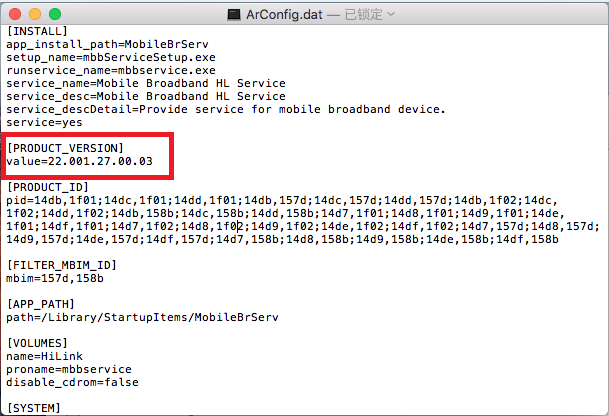 ArConfig.dat — 已锁定
[INSTALL]
app_install_path=MobileBrServ
setup_name=mbbServiceSetup.exe
runservice_name=mbbservice.exe
service_name=Mobile Broadband HL Service
service_desc=Mobile Broadband HL Service
service_descDetail=Provide service for mobile broadband device.
service=yes
[PRODUCT_VERSION]
value=22.001.27.00.03
[PRODUCT_ID]
pid=14db,1f01;14dc,1f01;14dd,1f01;14db,157d;14dc,157d;14dd,157d;14db,1f02;14dc,
1f02;14dd,1f02;14db,158b;14dc,158b;14dd,158b;14d7,1f01;14d8,1f01;14d9,1f01;14de,
1f01;14df,1f01;14d7,1f02;14d8,1f02;14d9,1f02;14de,1f02;14df,1f02;14d7,157d;14d8,157d;
14d9,157d;14de,157d;14df,157d;14d7,158b;14d8,158b;14d9,158b;14de,158b;14df,158b
[FILTER_MBIM_ID]
mbim=157d,158b
[APP_PATH]
path=/Library/StartupItems/MobileBrServ
[VOLUMES]
name=HiLink
proname=mbbservice
disable_cdrom=false
[SYSTEM]